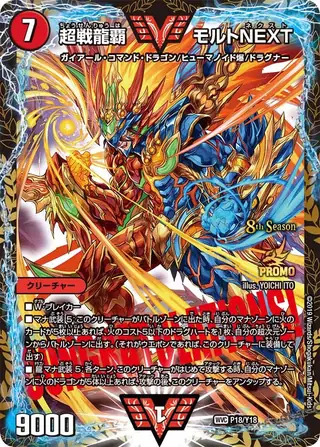 7
ちょうせんりゅうは
超戦龍覇 モルトNEXT
ネクスト
ガイアール・コマンド・ドラゴン/ヒューマノイド爆/ドラグナー
8th Season
PROMO
illus. YOICHI ITO
クリーチャー
■W・ブレイカー
■マナ武装 5:このクリーチャーがバトルゾーンに出た時、自分のマナゾーンに火の
カードが5枚以上あれば、火のコスト5以下のドラグハートを1枚、自分の超次元ゾー
ンからバトルゾーンに出す。(それがウエポンであれば、このクリーチャーに装備して出
す)
■龍 マナ武装 5:各ターン、このクリーチャーがはじめて攻撃する時、自分のマナゾー
ンに火のドラゴンが5体以上あれば、攻撃の後、このクリーチャーをアンタップする。
9000
1
WVC P18/Y18